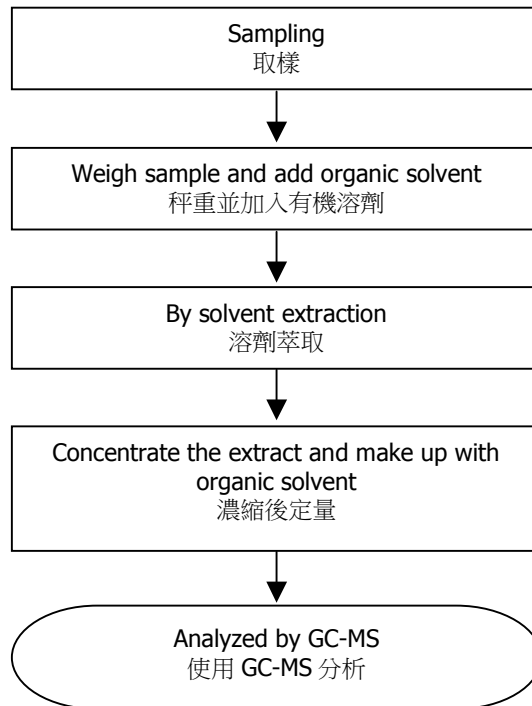 Sampling
取樣
Weigh sample and add organic solvent
秤重並加入有機溶劑
By solvent extraction
溶劑萃取
Concentrate the extract and make up with
organic solvent
濃縮後定量
Analyzed by GC-MS
使用 GC-MS 分析